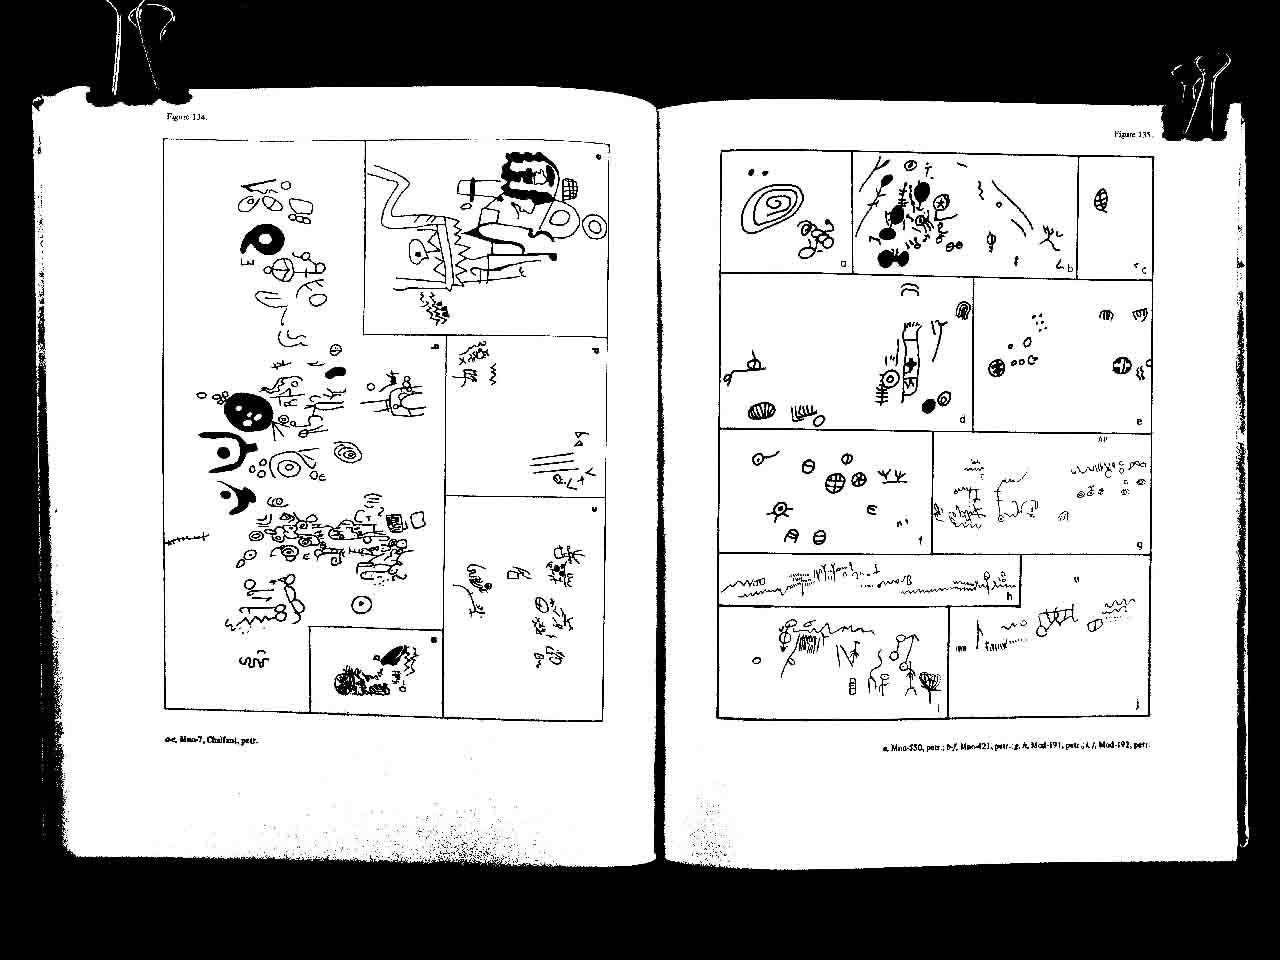 Figure 134.
a-e, Mno-7, Chalfant, petr.
Figure 135.
a
b
c
d
e
f
g
h
i
j
a, Mno-550, petr.; b-f, Mno-421, petr.; g, h, Mod-191, petr.; i, j, Mod-192, petr.